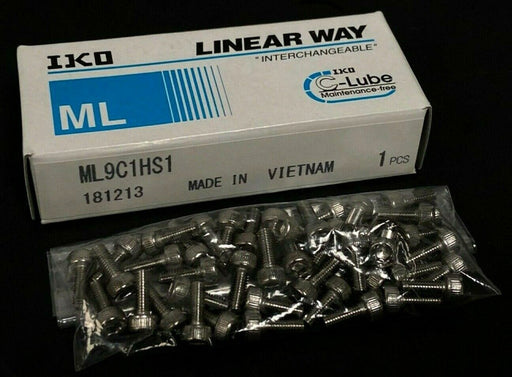 IKO
LINEAR WAY
"INTERCHANGEABLE"
ML
IKO
C-Lube
Maintenance-free
ML9C1HS1
181213
MADE IN VIETNAM
1 PCS